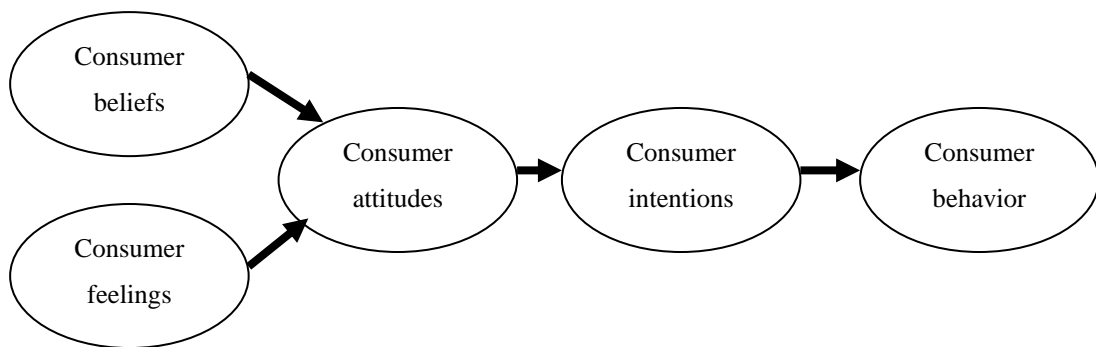 Consumer
beliefs
Consumer
feelings
Consumer
attitudes
Consumer
intentions
Consumer
behavior